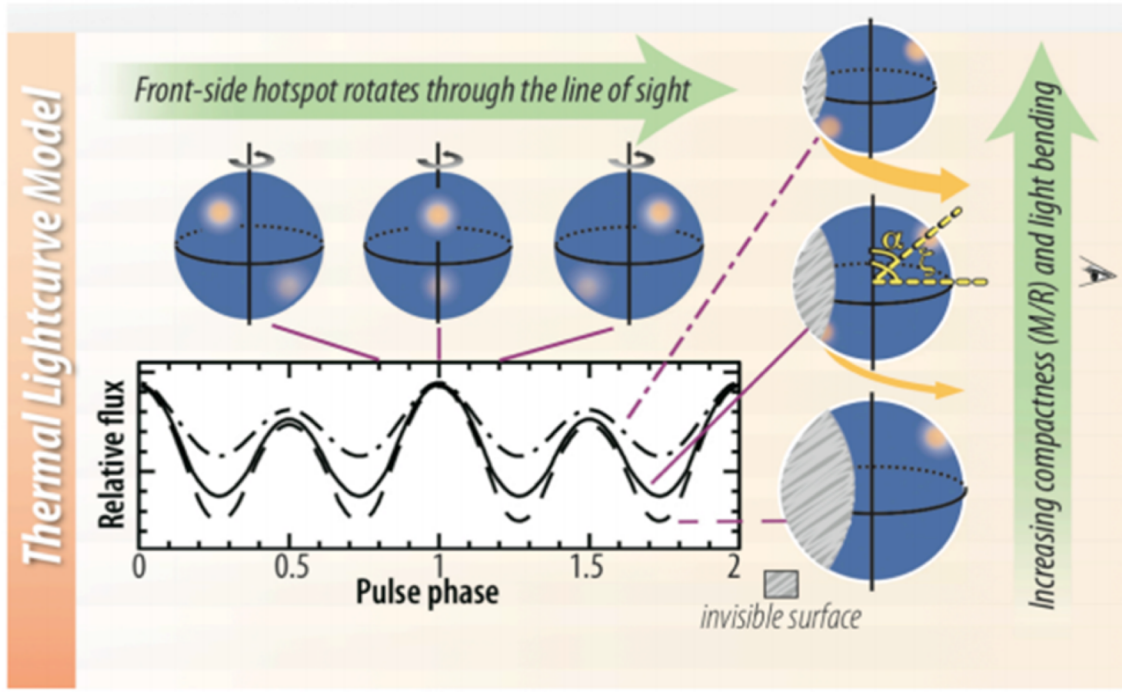 Thermal Lightcurve Model
Front-side hotspot rotates through the line of sight
α
ζ
Increasing compactness (M/R) and light bending
Relative flux
0
0.5
1
1.5
2
Pulse phase
invisible surface